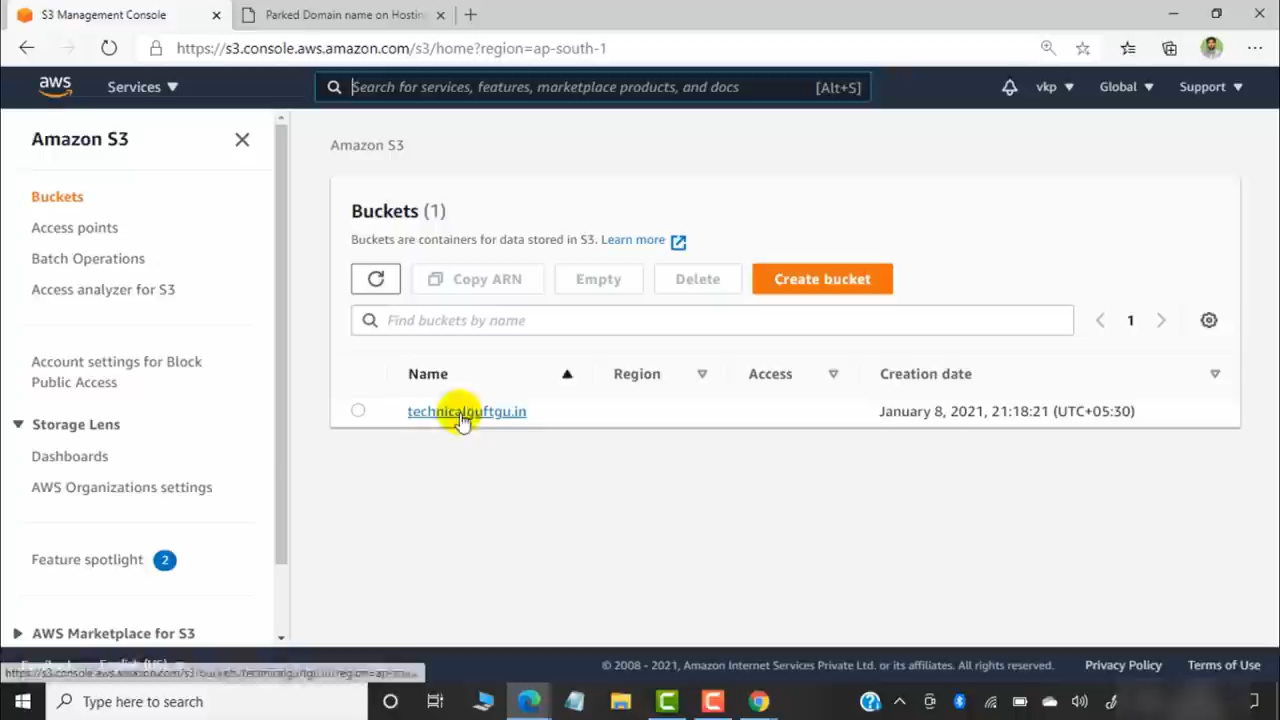 S3 Management Console
Parked Domain name on Hostin
https://s3.console.aws.amazon.com/s3/home?region=ap-south-1
aws
Services
Search for services, features, marketplace products, and docs
[Alt+S]
vkp
Global
Support
Amazon S3
Buckets
Access points
Batch Operations
Access analyzer for S3
Account settings for Block
Public Access
Storage Lens
Dashboards
AWS Organizations settings
Feature spotlight
2
AWS Marketplace for S3
Amazon S3
Buckets (1)
Buckets are containers for data stored in S3. Learn more
Copy ARN
Empty
Delete
Create bucket
Find buckets by name
1
Name
Region
Access
Creation date
technicalguftgu.in
January 8, 2021, 21:18:21 (UTC+05:30)
© 2008 - 2021, Amazon Internet Services Private Ltd. or its affiliates. All rights reserved.
Privacy Policy
Terms of Use
Type here to search